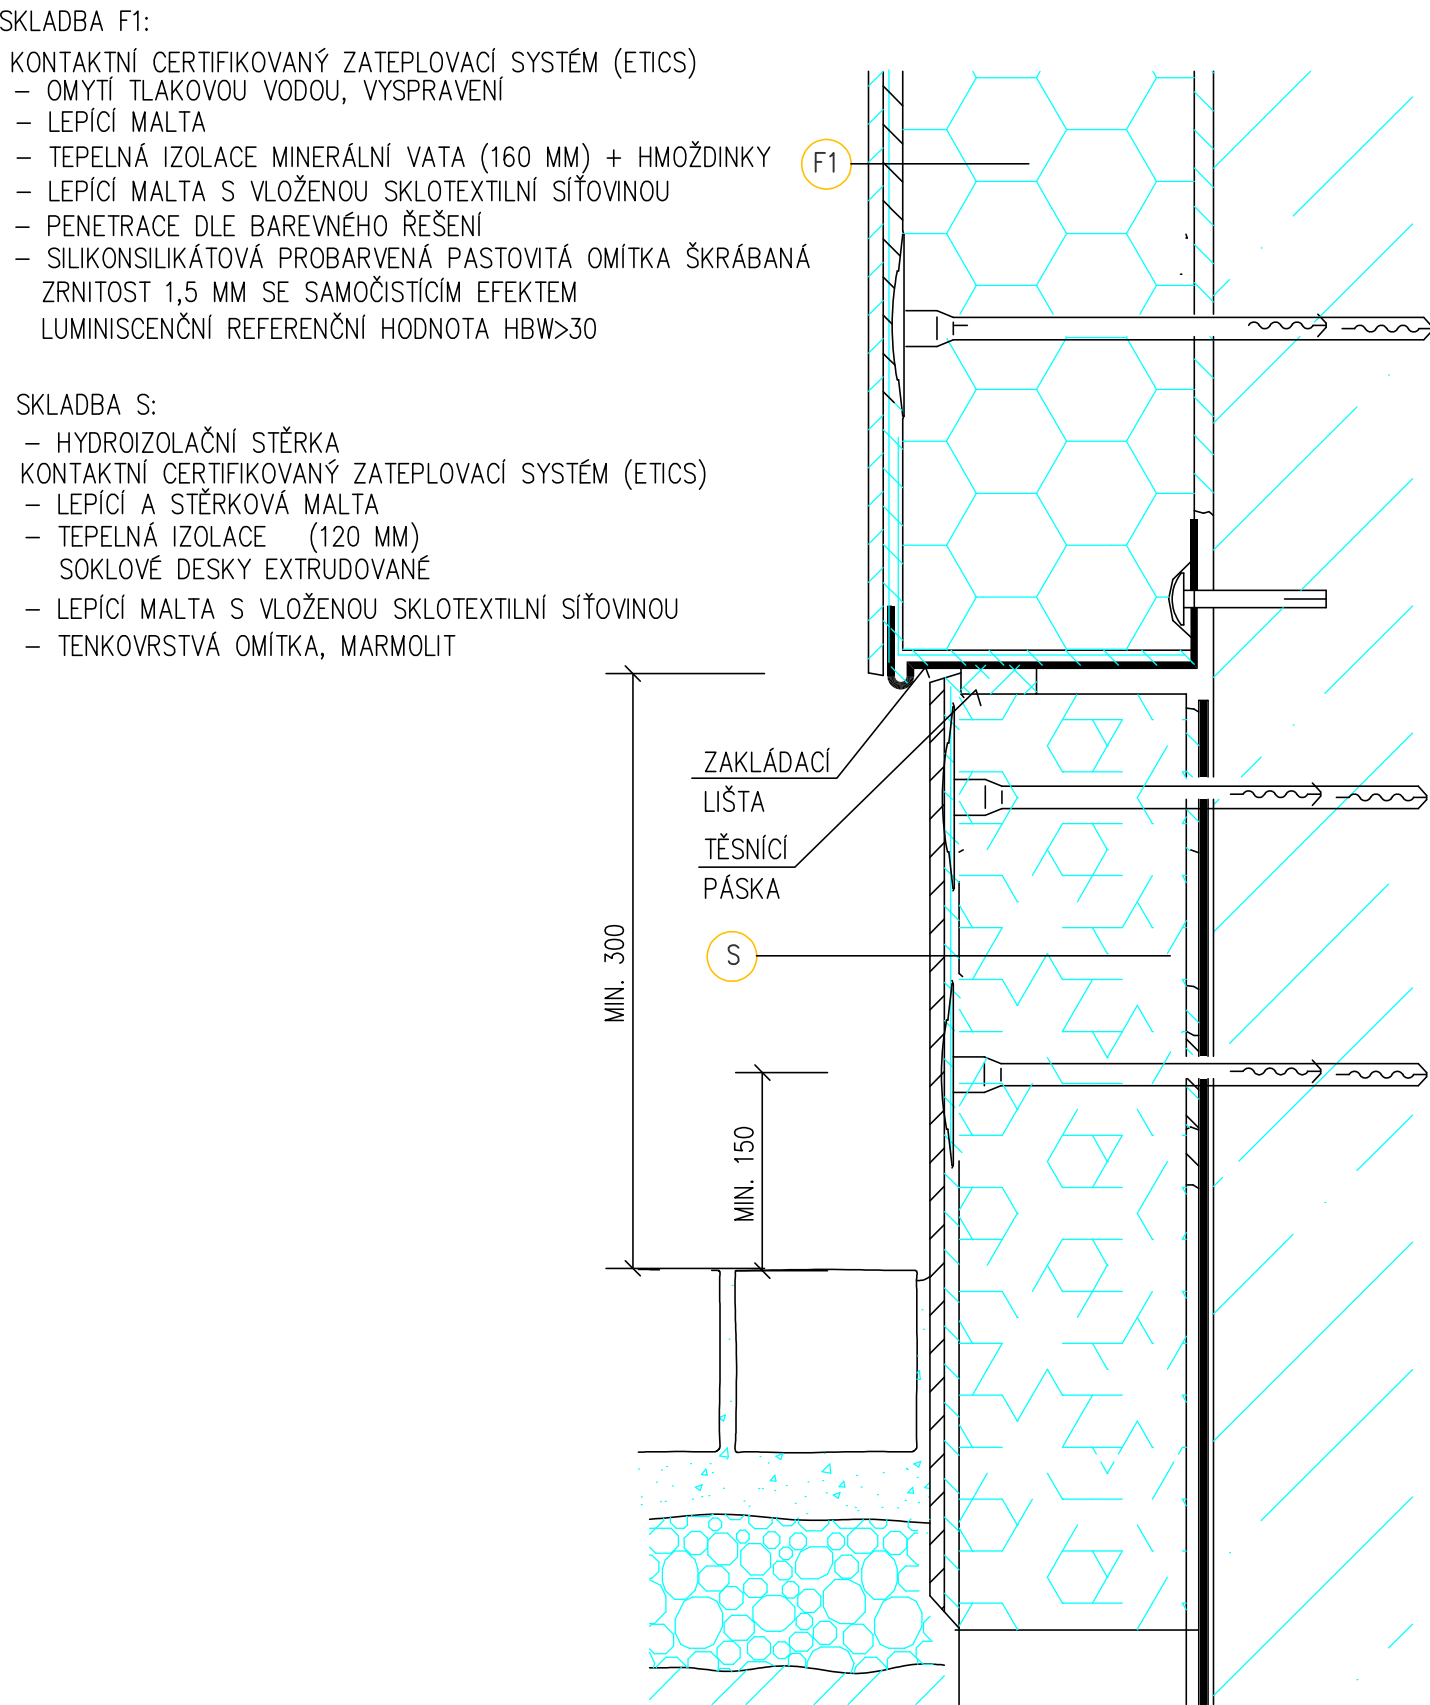 SKLADBA F1:
KONTAKTNÍ CERTIFIKOVANÝ ZATEPLOVACÍ SYSTÉM (ETICS)
– OMYTÍ TLAKOVOU VODOU, VYSPRAVENÍ
– LEPÍCÍ MALTA
– TEPELNÁ IZOLACE MINERÁLNÍ VATA (160 MM) + HMOŽDINKY
– LEPÍCÍ MALTA S VLOŽENOU SKLOTEXTILNÍ SÍŤOVINOU
– PENETRACE DLE BAREVNÉHO ŘEŠENÍ
– SILIKONSILIKÁTOVÁ PROBARVENÁ PASTOVITÁ OMÍTKA ŠKRÁBANÁ
ZRNITOST 1,5 MM SE SAMOČISTÍCÍM EFEKTEM
LUMINISCENČNÍ REFERENČNÍ HODNOTA HBW>30
F1
SKLADBA S:
– HYDROIZOLAČNÍ STĚRKA
KONTAKTNÍ CERTIFIKOVANÝ ZATEPLOVACÍ SYSTÉM (ETICS)
– LEPÍCÍ A STĚRKOVÁ MALTA
– TEPELNÁ IZOLACE (120 MM)
SOKLOVÉ DESKY EXTRUDOVANÉ
– LEPÍCÍ MALTA S VLOŽENOU SKLOTEXTILNÍ SÍŤOVINOU
– TENKOVRSTVÁ OMÍTKA, MARMOLIT
ZAKLÁDACÍ
LIŠTA
TĚSNÍCÍ
PÁSKA
S
MIN. 300
MIN. 150